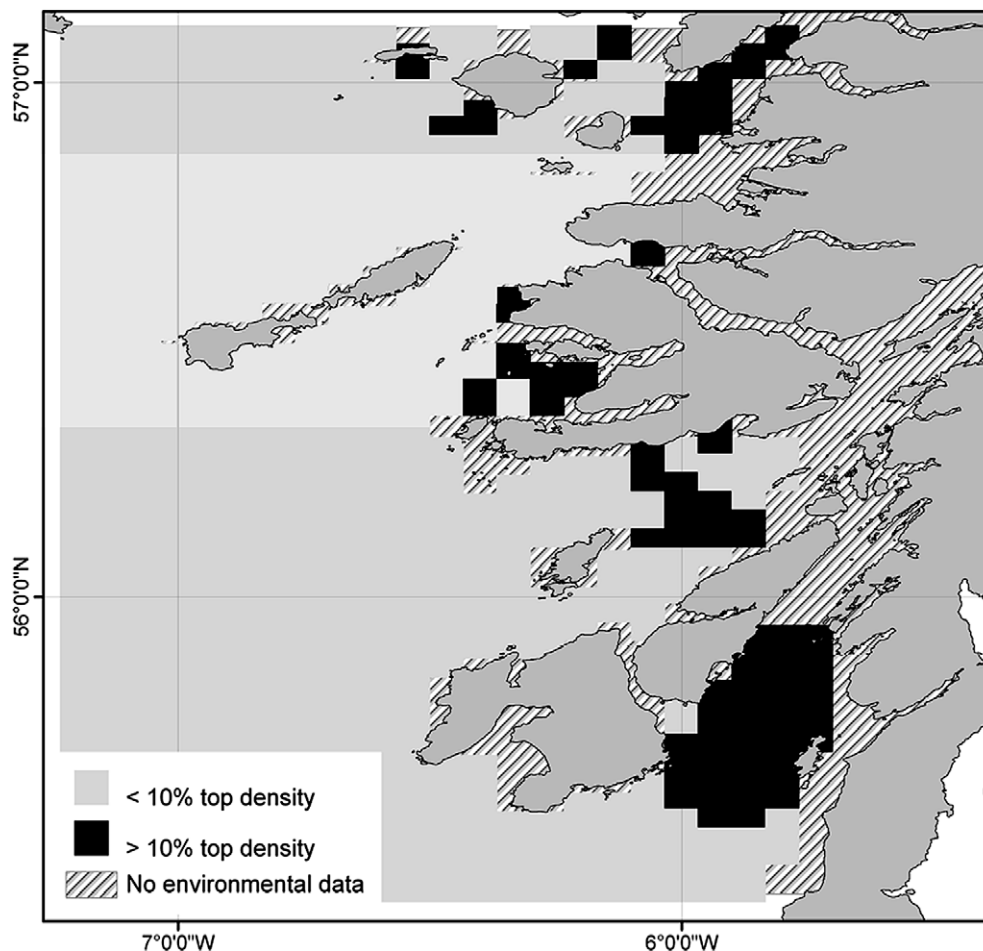 57°0'0"N
56°0'0"N
< 10% top density
> 10% top density
No environmental data
7°0'0"W
6°0'0"W